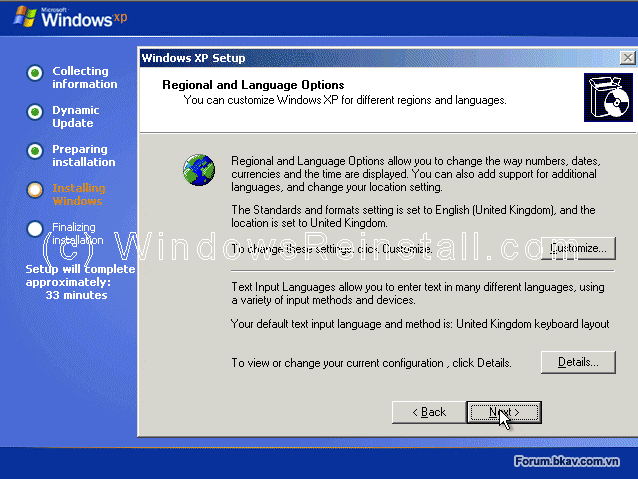 Microsoft
Windows xp
Collecting
information
Dynamic
Update
Preparing
installation
Installing
Windows
Finalizing
installation
Setup will complete
approximately:
33 minutes
Windows XP Setup
Regional and Language Options
You can customize Windows XP for different regions and languages.
Regional and Language Options allow you to change the way numbers, dates,
currencies and the time are displayed. You can also add support for additional
languages, and change your location setting.
The Standards and formats setting is set to English (United Kingdom), and the
location is set to United Kingdom.
To change these settings, click Customize.
Customize...
(c) WindowsReinstall.com
Text Input Languages allow you to enter text in many different languages, using
a variety of input methods and devices.
Your default text input language and method is: United Kingdom keyboard layout
To view or change your current configuration , click Details.
Details...
< Back
Next >
Forum.bkav.com.vn